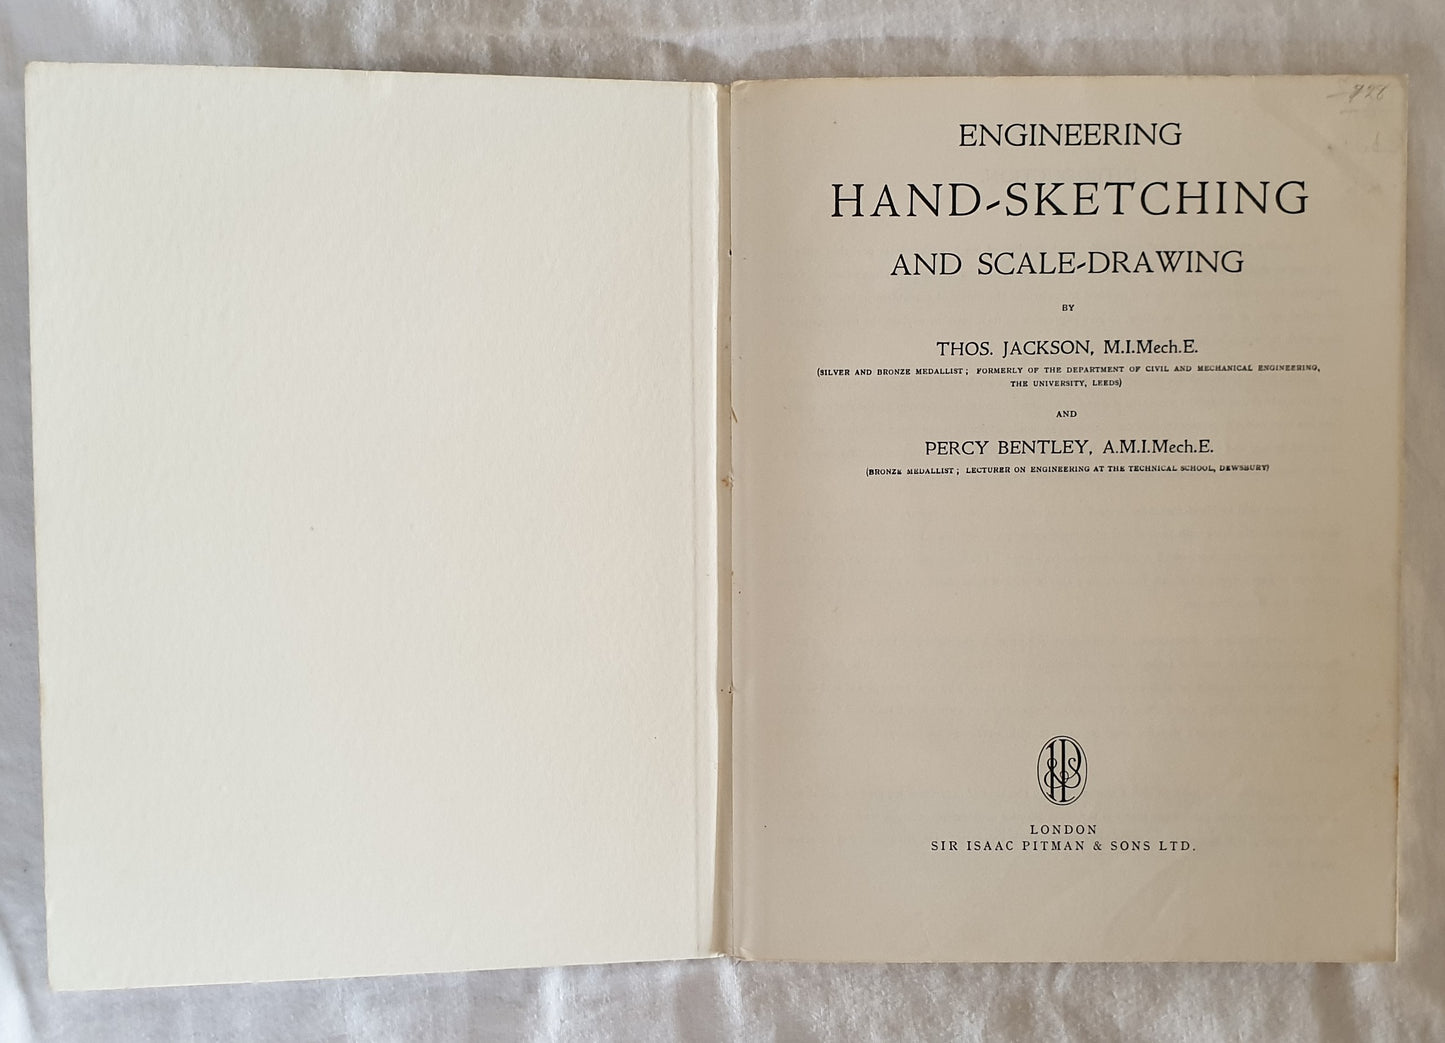 ENGINEERING
HAND-SKETCHING
AND SCALE-DRAWING
BY
THOS. JACKSON, M.I.Mech.E.
(SILVER AND BRONZE MEDALLIST; FORMERLY OF THE DEPARTMENT OF CIVIL AND MECHANICAL ENGINEERING,
THE UNIVERSITY, LEEDS)
AND
PERCY BENTLEY, A.M.I.Mech.E.
(BRONZE MEDALLIST; LECTURER ON ENGINEERING AT THE TECHNICAL SCHOOL, DEWSBURY)
LONDON
SIR ISAAC PITMAN & SONS LTD.